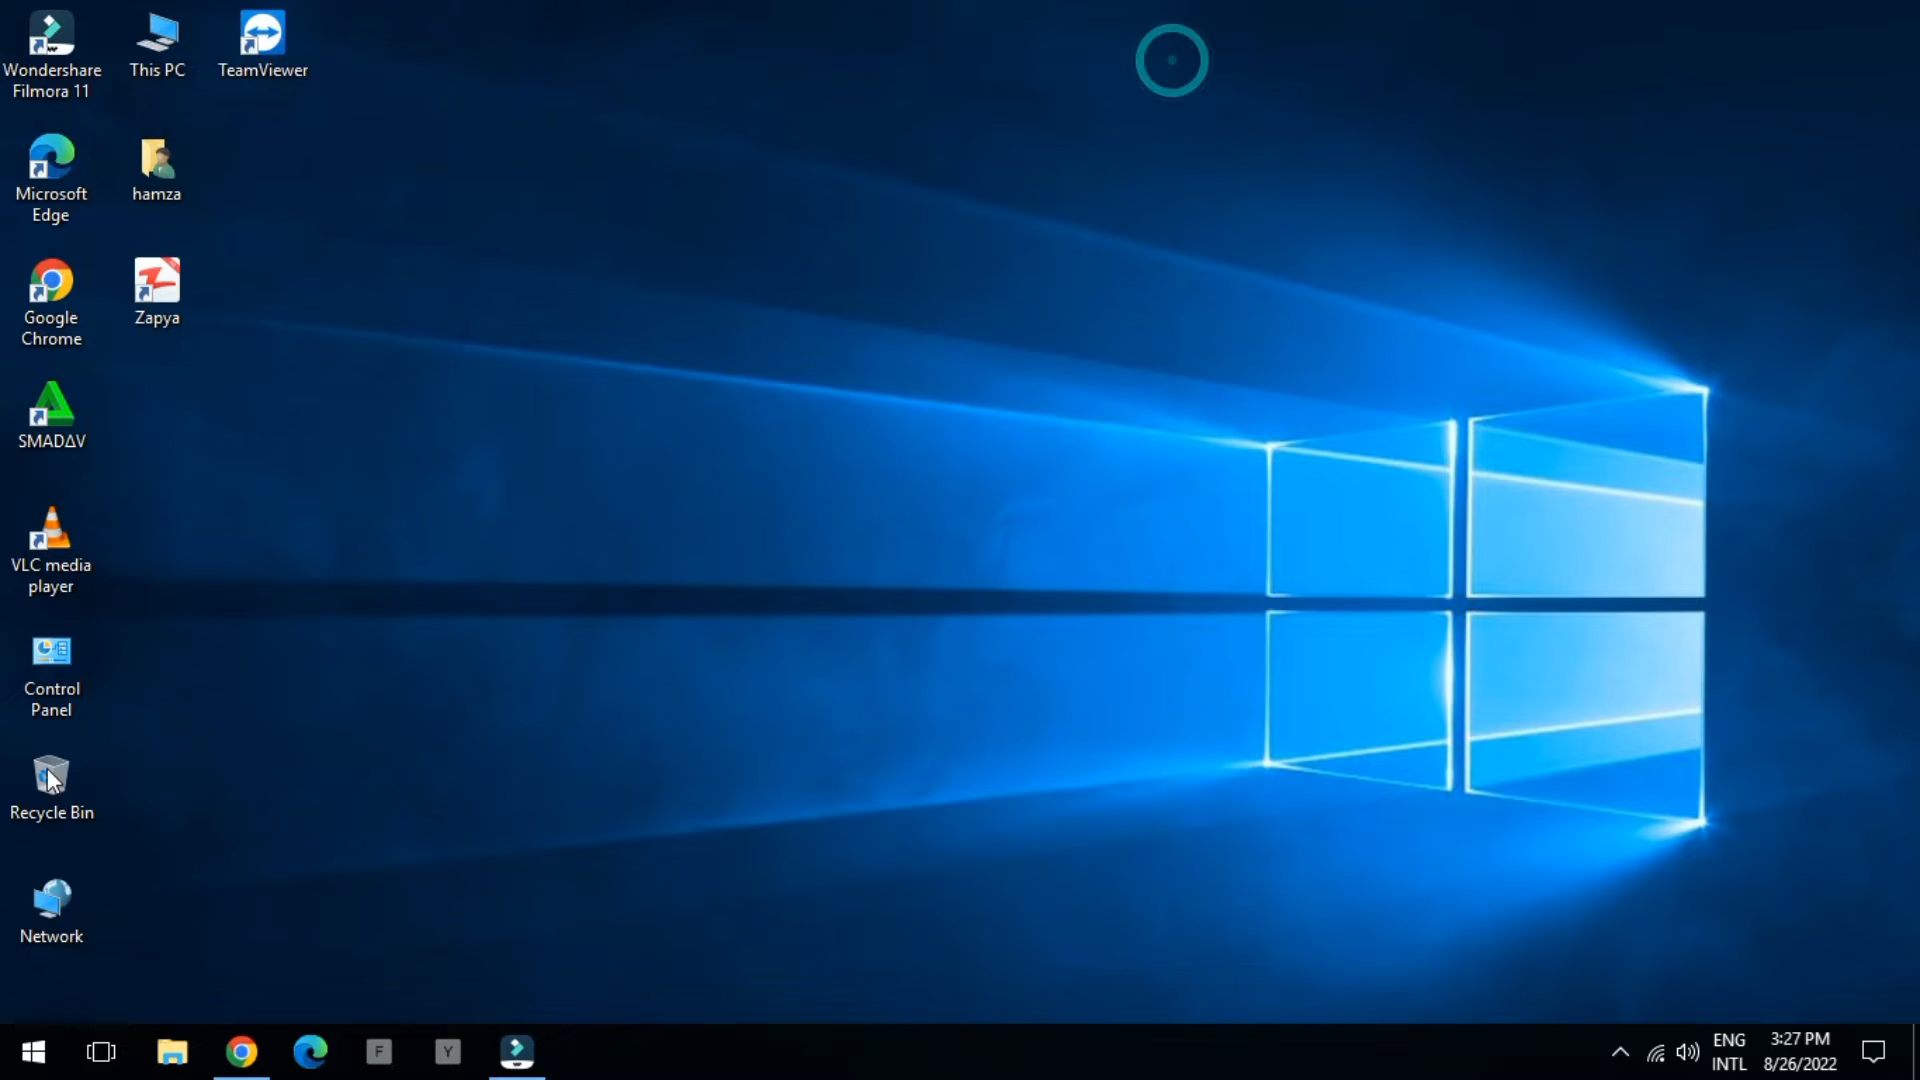 Wondershare
Filmora 11
This PC
TeamViewer
Microsoft
Edge
hamza
Google
Chrome
Zapya
SMADΔV
VLC media
player
Control
Panel
Recycle Bin
Network
F
Y
ENG
INTL
3:27 PM
8/26/2022